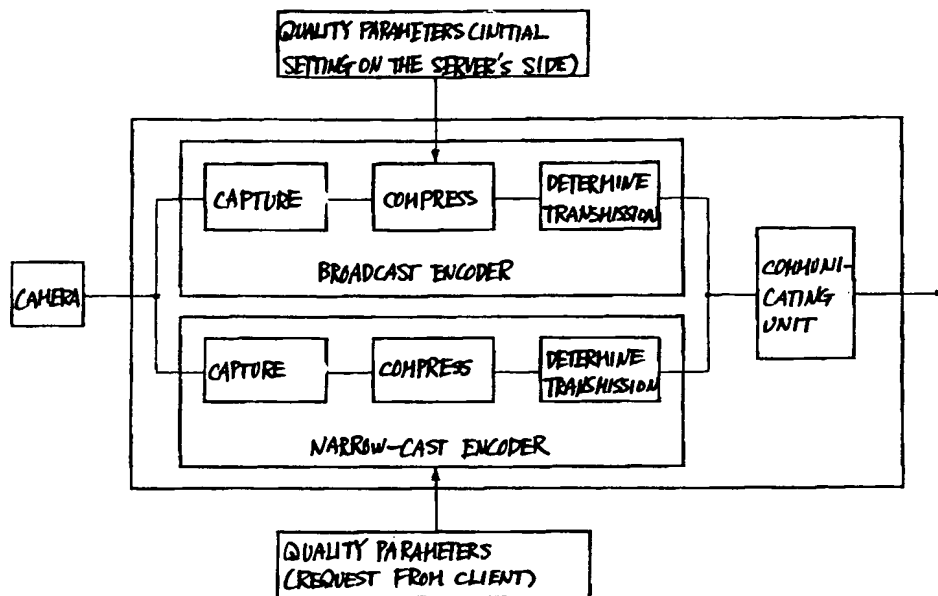 QUALITY PARAMETERS (INITIAL
SETTING ON THE SERVER'S SIDE)
CAPTURE
COMPRESS
DETERMINE
TRANSMISSION
BROADCAST ENCODER
CAMERA
COMMUNI-
CATING
UNIT
CAPTURE
COMPRESS
DETERMINE
TRANSMISSION
NARROW-CAST ENCODER
QUALITY PARAMETERS
(REQUEST FROM CLIENT)